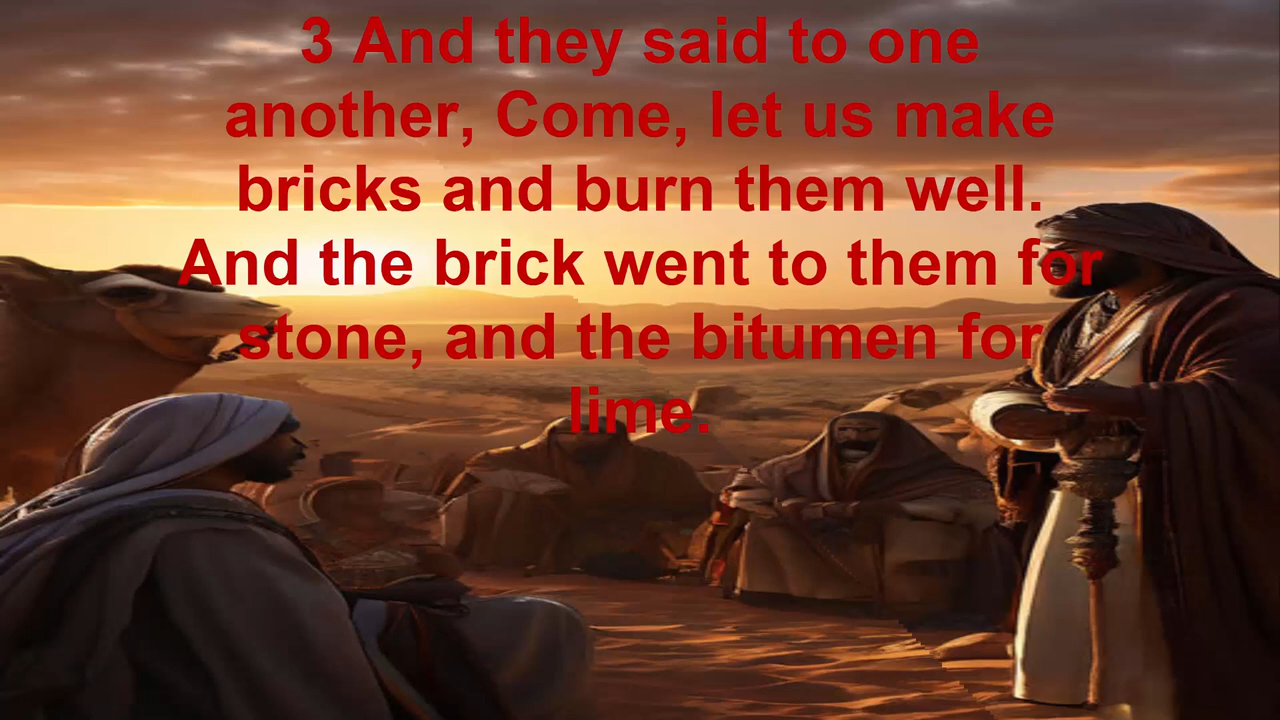 3 And they said to one
another, Come, let us make
bricks and burn them well.
And the brick went to them for
stone, and the bitumen for
lime.